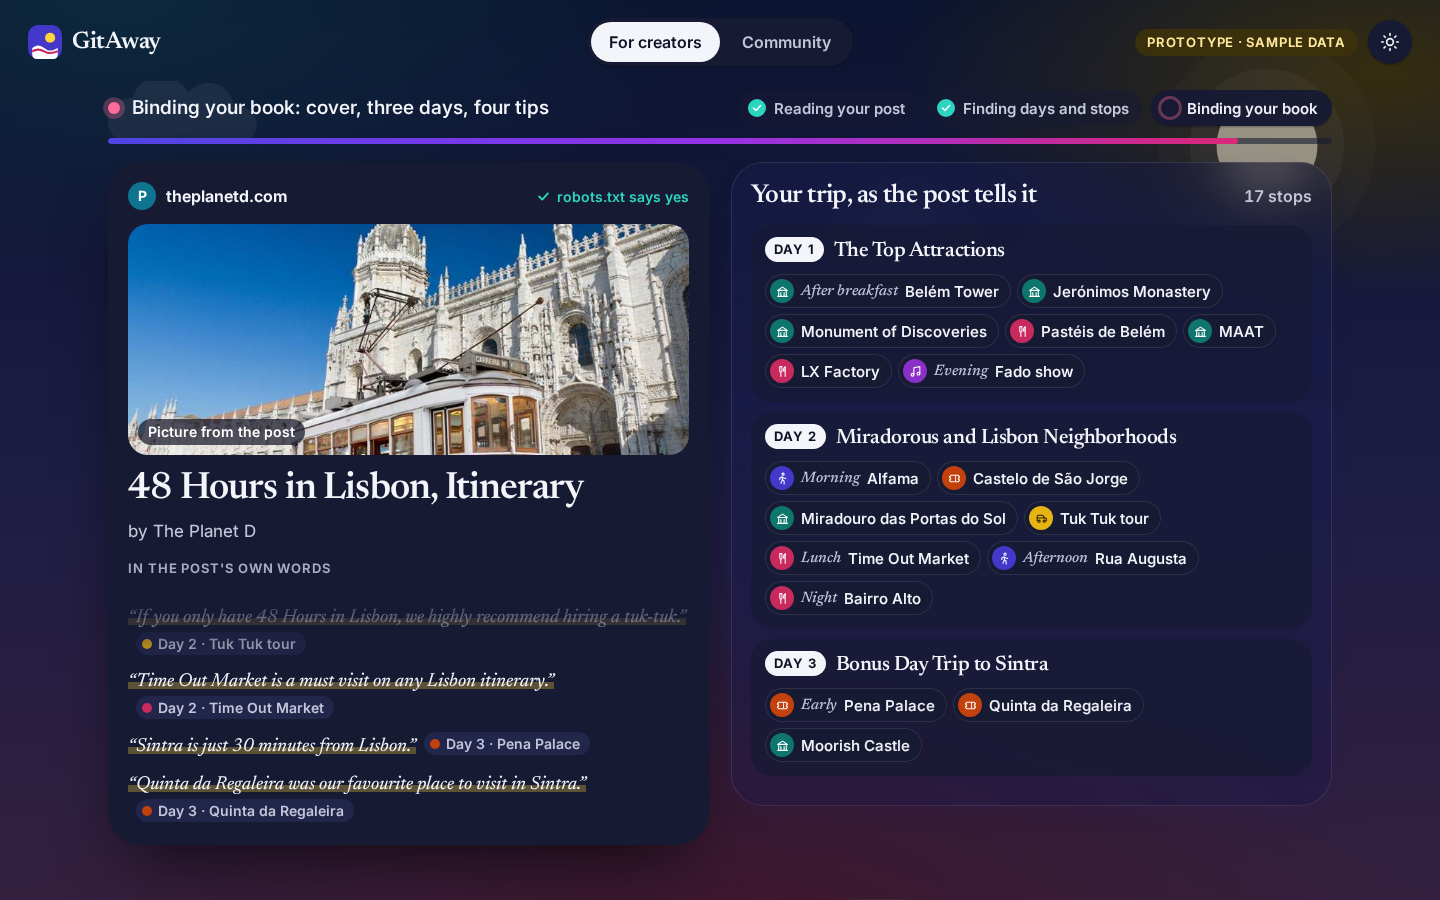 GitAway
For creators
Community
PROTOTYPE · SAMPLE DATA
Binding your book: cover, three days, four tips
Reading your post
Finding days and stops
Binding your book
P
theplanetd.com
robots.txt says yes
CARREIRA Nº
Picture from the post
48 Hours in Lisbon, Itinerary
by The Planet D
IN THE POST'S OWN WORDS
“If you only have 48 Hours in Lisbon, we highly recommend hiring a tuk-tuk.”
Day 2 · Tuk Tuk tour
“Time Out Market is a must visit on any Lisbon itinerary.”
Day 2 · Time Out Market
“Sintra is just 30 minutes from Lisbon.” Day 3 · Pena Palace
“Quinta da Regaleira was our favourite place to visit in Sintra.”
Day 3 · Quinta da Regaleira
Your trip, as the post tells it
17 stops
DAY 1 The Top Attractions
After breakfast Belém Tower Jerónimos Monastery
Monument of Discoveries Pastéis de Belém MAAT
LX Factory Evening Fado show
DAY 2 Miradorous and Lisbon Neighborhoods
Morning Alfama Castelo de São Jorge
Miradouro das Portas do Sol Tuk Tuk tour
Lunch Time Out Market Afternoon Rua Augusta
Night Bairro Alto
DAY 3 Bonus Day Trip to Sintra
Early Pena Palace Quinta da Regaleira
Moorish Castle